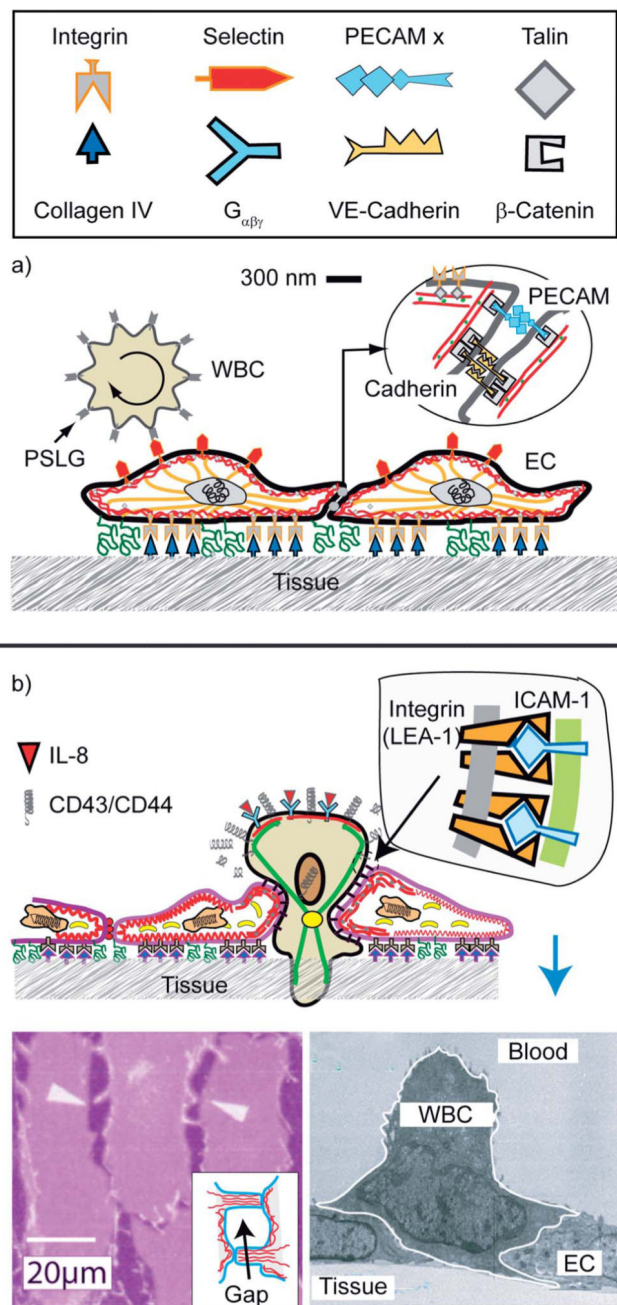 Integrin Selectin PECAM x Talin
Collagen IV Gαβγ VE-Cadherin β-Catenin
a)
300 nm
PECAM
WBC
Cadherin
PSLG
EC
Tissue
b)
ICAM-1
Integrin
(LEA-1)
IL-8
CD43/CD44
Tissue
Blood
WBC
20μm
Gap
EC
Tissue